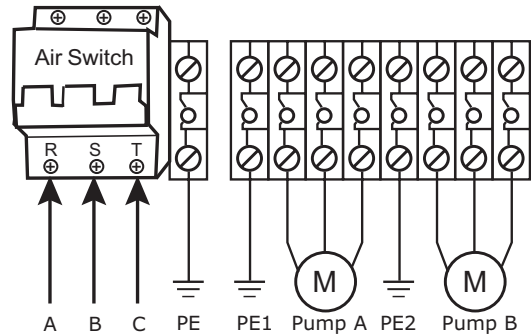 Air Switch
R S T
M M
A B C PE PE1 Pump A PE2 Pump B